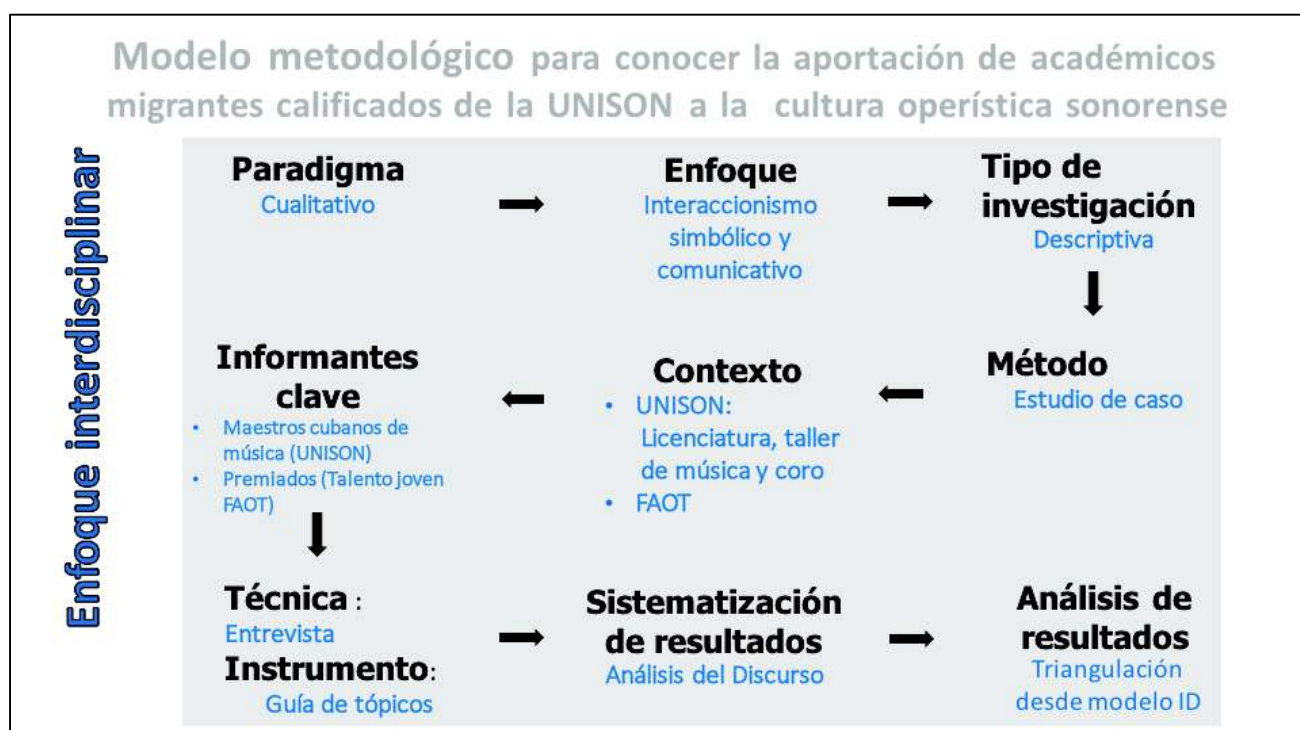 Modelo metodológico para conocer la aportación de académicos
migrantes calificados de la UNISON a la cultura operística sonorense
Enfoque interdisciplinar
Paradigma
Cualitativo
Enfoque
Interaccionismo
simbólico y
comunicativo
Tipo de
investigación
Descriptiva
Método
Estudio de caso
Contexto
• UNISON:
Licenciatura, taller
de música y coro
• FAOT
Informantes
clave
• Maestros cubanos de
música (UNISON)
• Premiados (Talento joven
FAOT)
Técnica :
Entrevista
Instrumento:
Guía de tópicos
Sistematización
de resultados
Análisis del Discurso
Análisis de
resultados
Triangulación
desde modelo ID